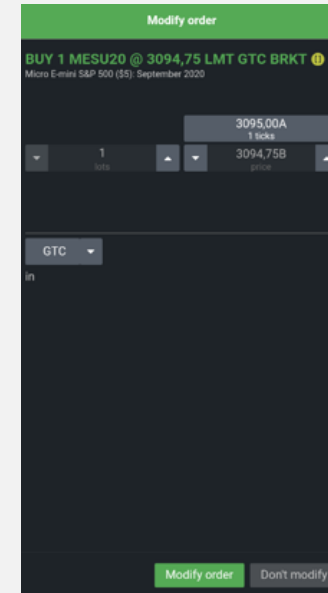 Modify order
BUY 1 MESU20 @ 3094,75 LMT GTC BRKT
Micro E-mini S&P 500 ($5): September 2020
3095,00A
1 ticks
1
lots
3094,75B
price
GTC
in
Modify order
Don't modify